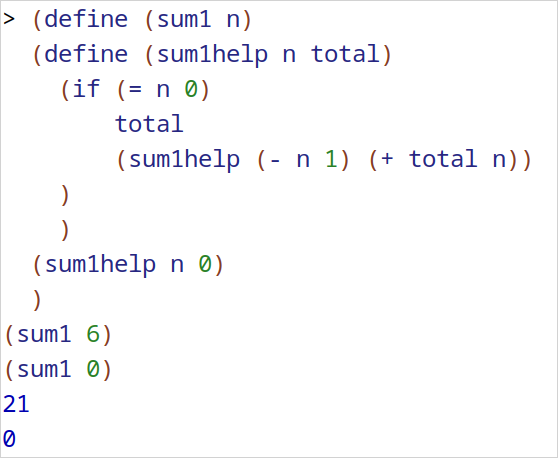 > (define (sum1 n)
  (define (sum1help n total)
    (if (= n 0)
        total
        (sum1help (- n 1) (+ total n))
    )
    )
  (sum1help n 0)
  )
(sum1 6)
(sum1 0)
21
0